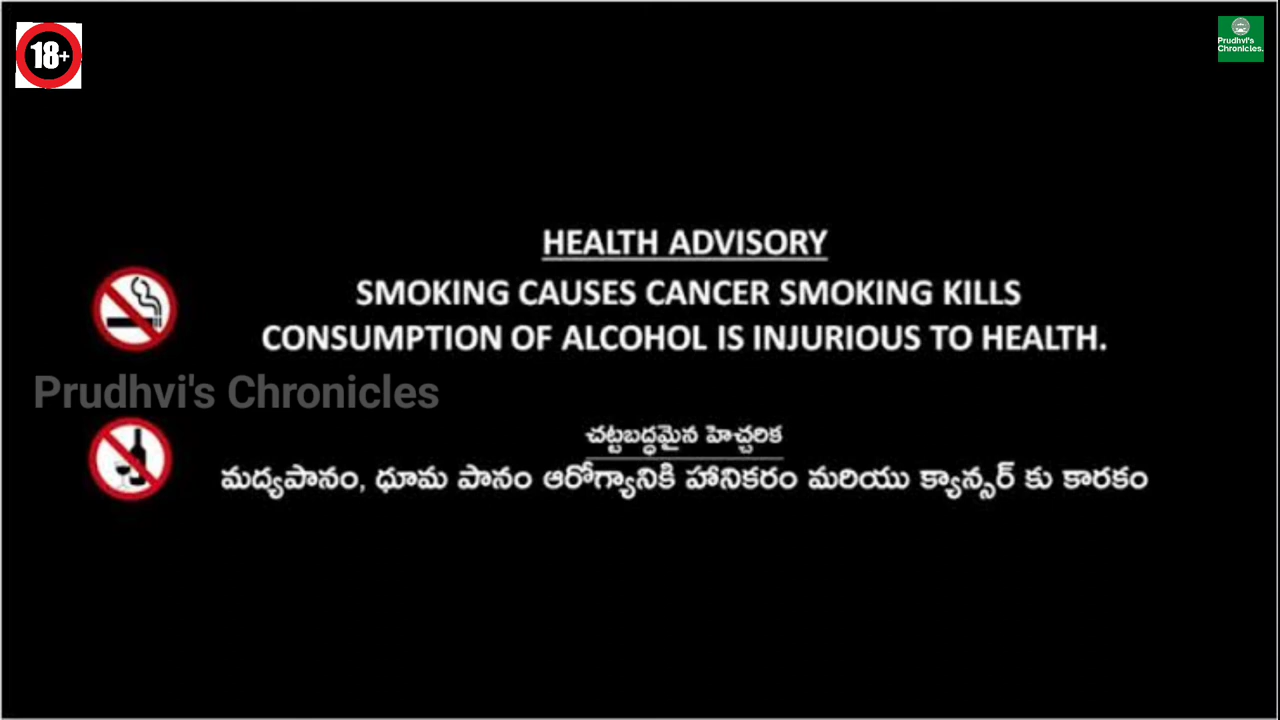 18+
Prudhvi's
Chronicles.
HEALTH ADVISORY
SMOKING CAUSES CANCER SMOKING KILLS
CONSUMPTION OF ALCOHOL IS INJURIOUS TO HEALTH.
Prudhvi's Chronicles
చట్టబద్ధమైన హెచ్చరిక
మద్యపానం, ధూమ పానం ఆరోగ్యానికి హానికరం మరియు క్యాన్సర్ కు కారకం